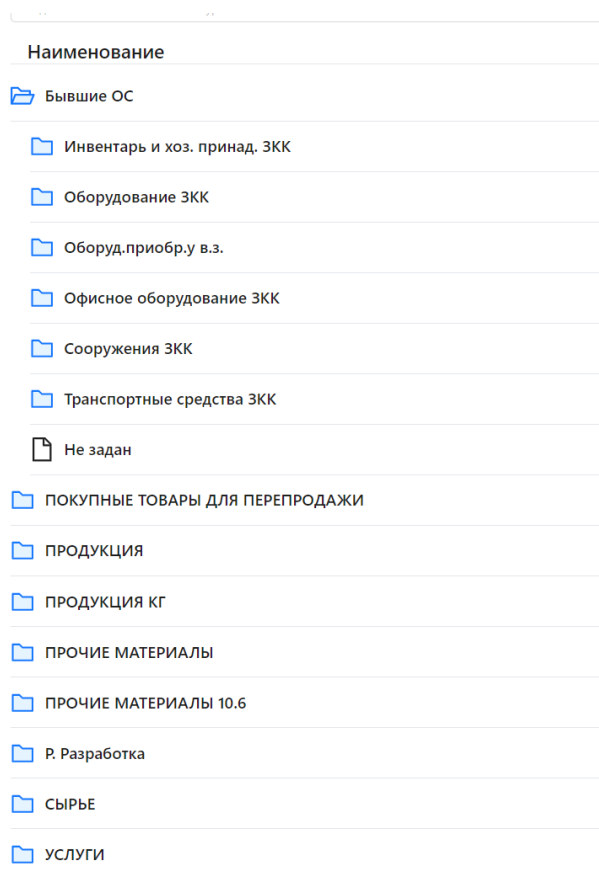 Наименование
Бывшие ОС
Инвентарь и хоз. принад. ЗКК
Оборудование ЗКК
Оборуд.приобр.у в.з.
Офисное оборудование ЗКК
Сооружения ЗКК
Транспортные средства ЗКК
Не задан
ПОКУПНЫЕ ТОВАРЫ ДЛЯ ПЕРЕПРОДАЖИ
ПРОДУКЦИЯ
ПРОДУКЦИЯ КГ
ПРОЧИЕ МАТЕРИАЛЫ
ПРОЧИЕ МАТЕРИАЛЫ 10.6
Р. Разработка
СЫРЬЕ
УСЛУГИ